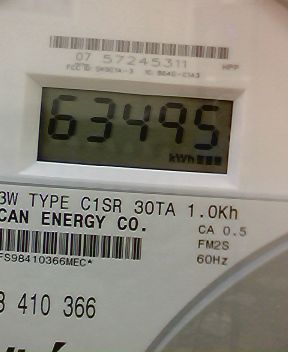 07 57245311
HPP
63495
kWh
3W TYPE C1SR 30TA 1.0Kh
CAN ENERGY CO.
CA 0.5
FM2S
60Hz
FS98410366MEC*
410 366